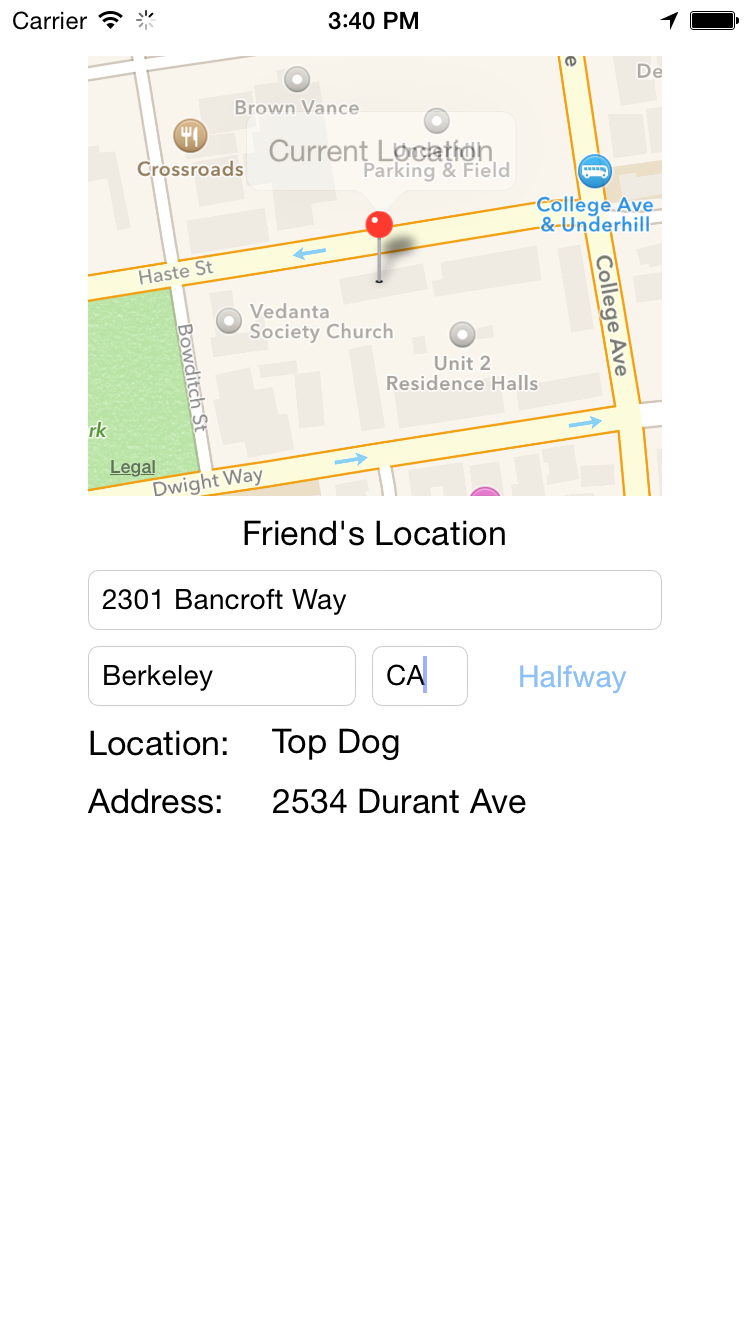 Carrier 3:40 PM
e
De
Brown Vance
Current Location
Underhill
Parking & Field
Crossroads
College Ave
& Underhill
Haste St
College Ave
Vedanta
Society Church
Bowditch St
Unit 2
Residence Halls
rk
Legal
Dwight Way
Friend's Location
2301 Bancroft Way
Berkeley CA Halfway
Location: Top Dog
Address: 2534 Durant Ave